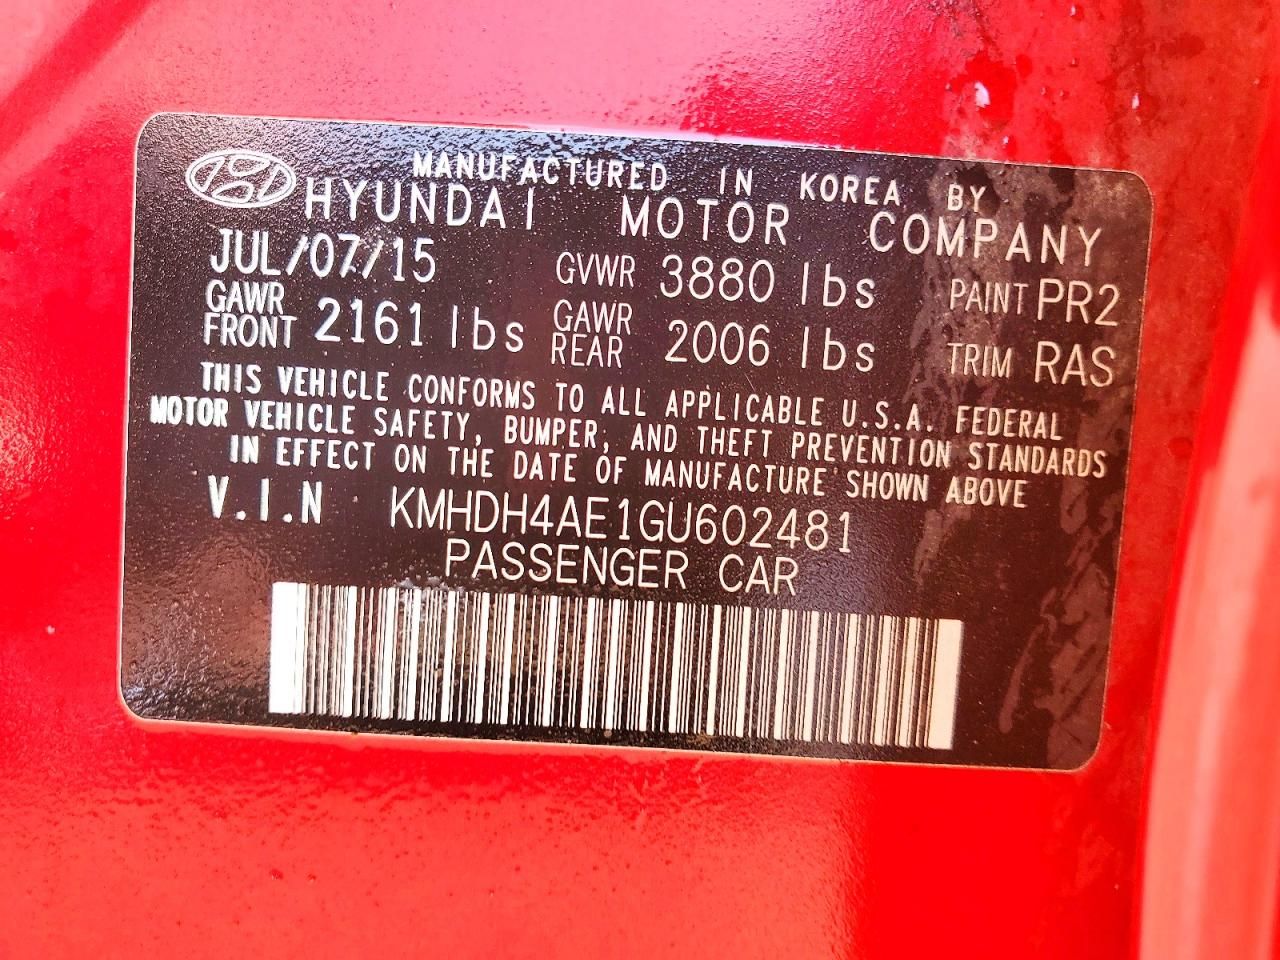 MANUFACTURED IN KOREA BY
HYUNDAI MOTOR COMPANY
JUL/07/15 GVWR 3880 lbs PAINT PR2
GAWR FRONT 2161 lbs GAWR REAR 2006 lbs TRIM RAS
THIS VEHICLE CONFORMS TO ALL APPLICABLE U.S.A. FEDERAL
MOTOR VEHICLE SAFETY, BUMPER, AND THEFT PREVENTION STANDARDS
IN EFFECT ON THE DATE OF MANUFACTURE SHOWN ABOVE
V.I.N KMHDH4AE1GU602481
PASSENGER CAR